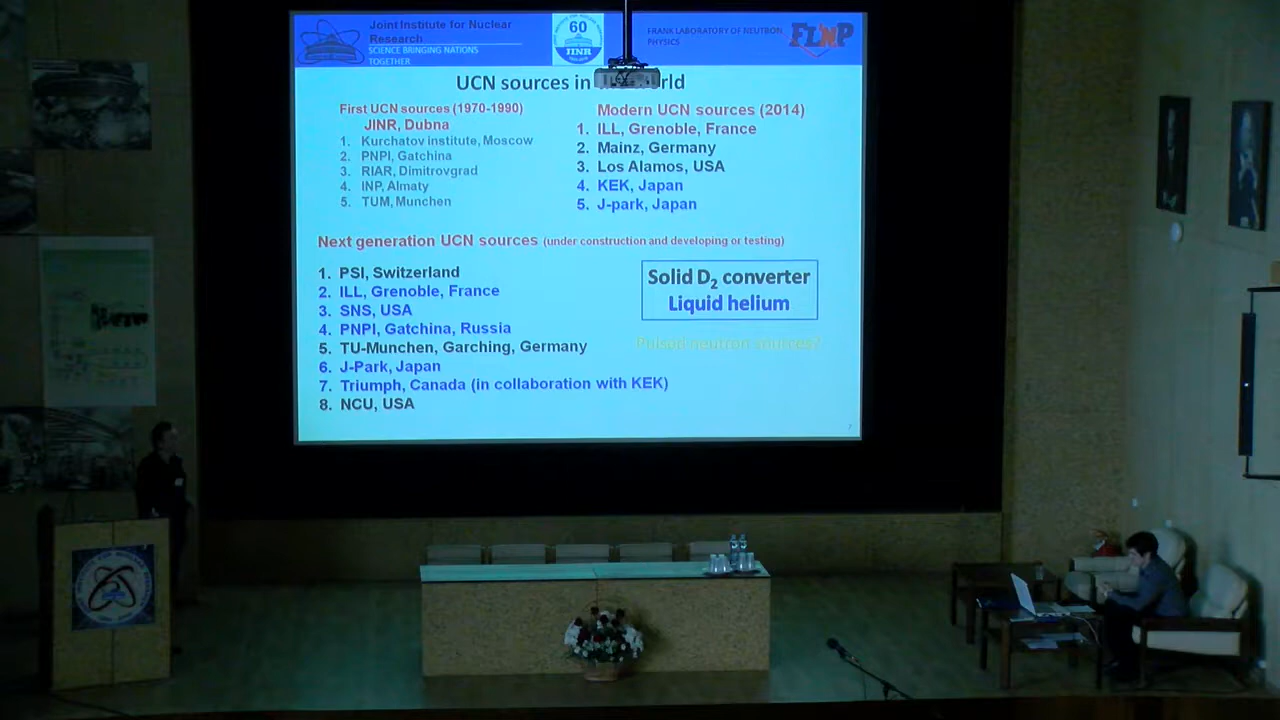 Joint Institute for Nuclear
Research
SCIENCE BRINGING NATIONS
TOGETHER
60
JINR
FRANK LABORATORY OF NEUTRON
PHYSICS
FLNP
UCN sources in
First UCN sources (1970-1990)
JINR, Dubna
1. Kurchatov institute, Moscow
2. PNPI, Gatchina
3. RIAR, Dimitrovgrad
4. INP, Almaty
5. TUM, Munchen
Modern UCN sources (2014)
1. ILL, Grenoble, France
2. Mainz, Germany
3. Los Alamos, USA
4. KEK, Japan
5. J-park, Japan
Next generation UCN sources (under construction and developing or testing)
1. PSI, Switzerland
2. ILL, Grenoble, France
3. SNS, USA
4. PNPI, Gatchina, Russia
5. TU-Munchen, Garching, Germany
6. J-Park, Japan
7. Triumph, Canada (in collaboration with KEK)
8. NCU, USA
Solid D2 converter
Liquid helium
Pulsed neutron sources?
7